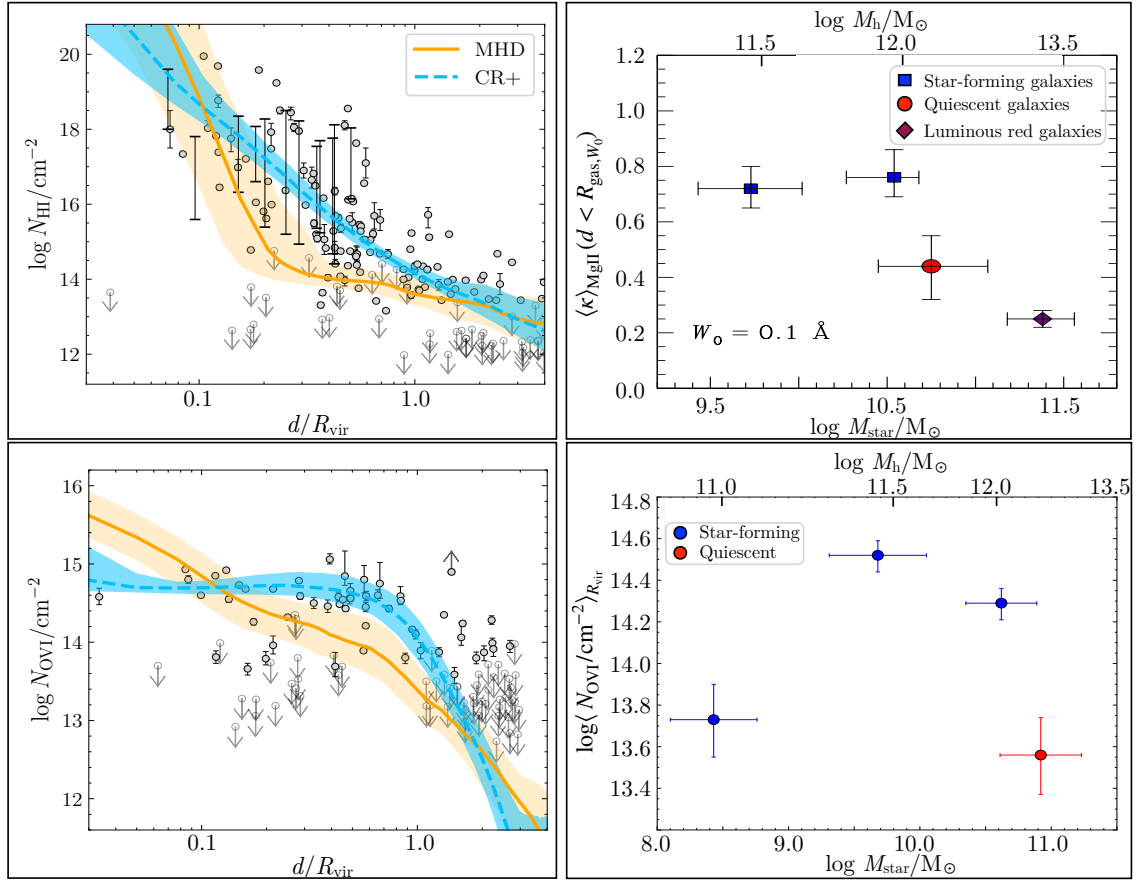 20
18
16
14
12
log N_HI/cm⁻²
MHD
CR+
0.1
1.0
d/R_vir
log M_h/M_⊙
11.5
12.0
13.5
1.2
1.0
0.8
0.6
0.4
0.2
0.0
⟨κ⟩_MgII(d < R_gas,W₀)
Star-forming galaxies
Quiescent galaxies
Luminous red galaxies
W_o = 0.1 Å
9.5
10.5
11.5
log M_star/M_⊙
16
15
14
13
12
log N_OVI/cm⁻²
0.1
1.0
d/R_vir
log M_h/M_⊙
11.0
11.5
12.0
13.5
14.8
14.6
14.4
14.2
14.0
13.8
13.6
13.4
log⟨N_OVI/cm⁻²⟩_R_vir
Star-forming
Quiescent
8.0
9.0
10.0
11.0
log M_star/M_⊙